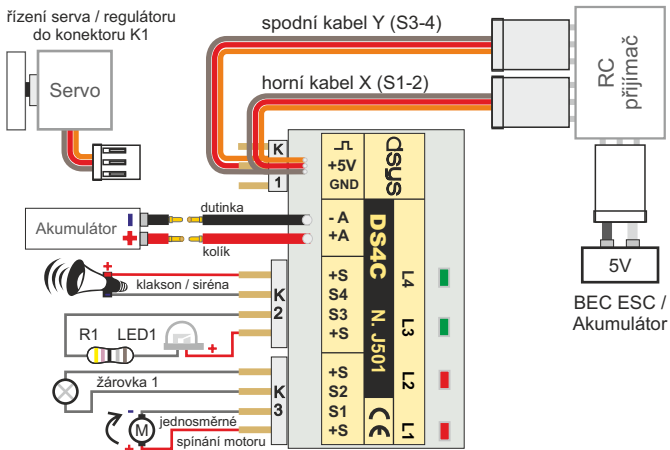 řízení serva / regulátoru
do konektoru K1
Servo
spodní kabel Y (S3-4)
horní kabel X (S1-2)
RC
přijímač
5V
BEC ESC /
Akumulátor
K
1
+5V
GND
- A
+A
+S
S4
S3
+S
+S
S2
S1
+S
dsys
DS4C
N. J501
CE
L4
L3
L2
L1
Akumulátor
-
+
dutinka
kolík
+
-
klakson / siréna
K
2
R1
LED1
+
žárovka 1
K
3
-
M
+
jednosměrné
spínání motoru